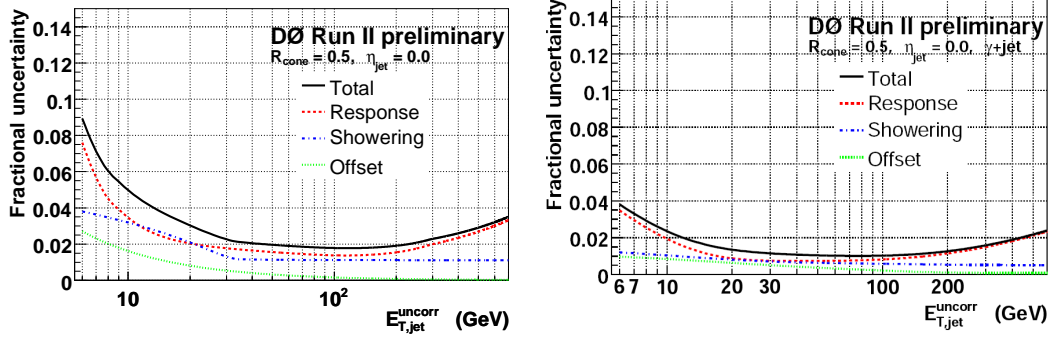 Fractional uncertainty
0.14
0.12
0.1
0.08
0.06
0.04
0.02
0
DØ Run II preliminary
R_cone = 0.5, η_jet = 0.0
Total
Response
Showering
Offset
10
10²
E_T,jet^uncorr (GeV)
Fractional uncertainty
0.14
0.12
0.1
0.08
0.06
0.04
0.02
0
DØ Run II preliminary
R_cone = 0.5, η_jet = 0.0, γ+jet
Total
Response
Showering
Offset
6 7 10 20 30 100 200
E_T,jet^uncorr (GeV)